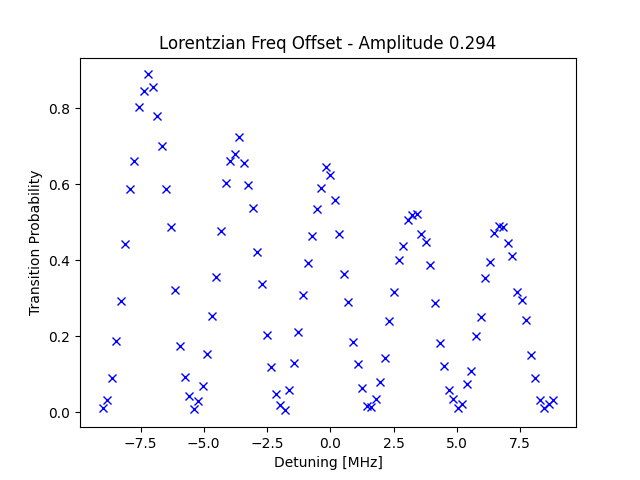 Lorentzian Freq Offset - Amplitude 0.294
Transition Probability
0.8
0.6
0.4
0.2
0.0
−7.5 −5.0 −2.5 0.0 2.5 5.0 7.5
Detuning [MHz]